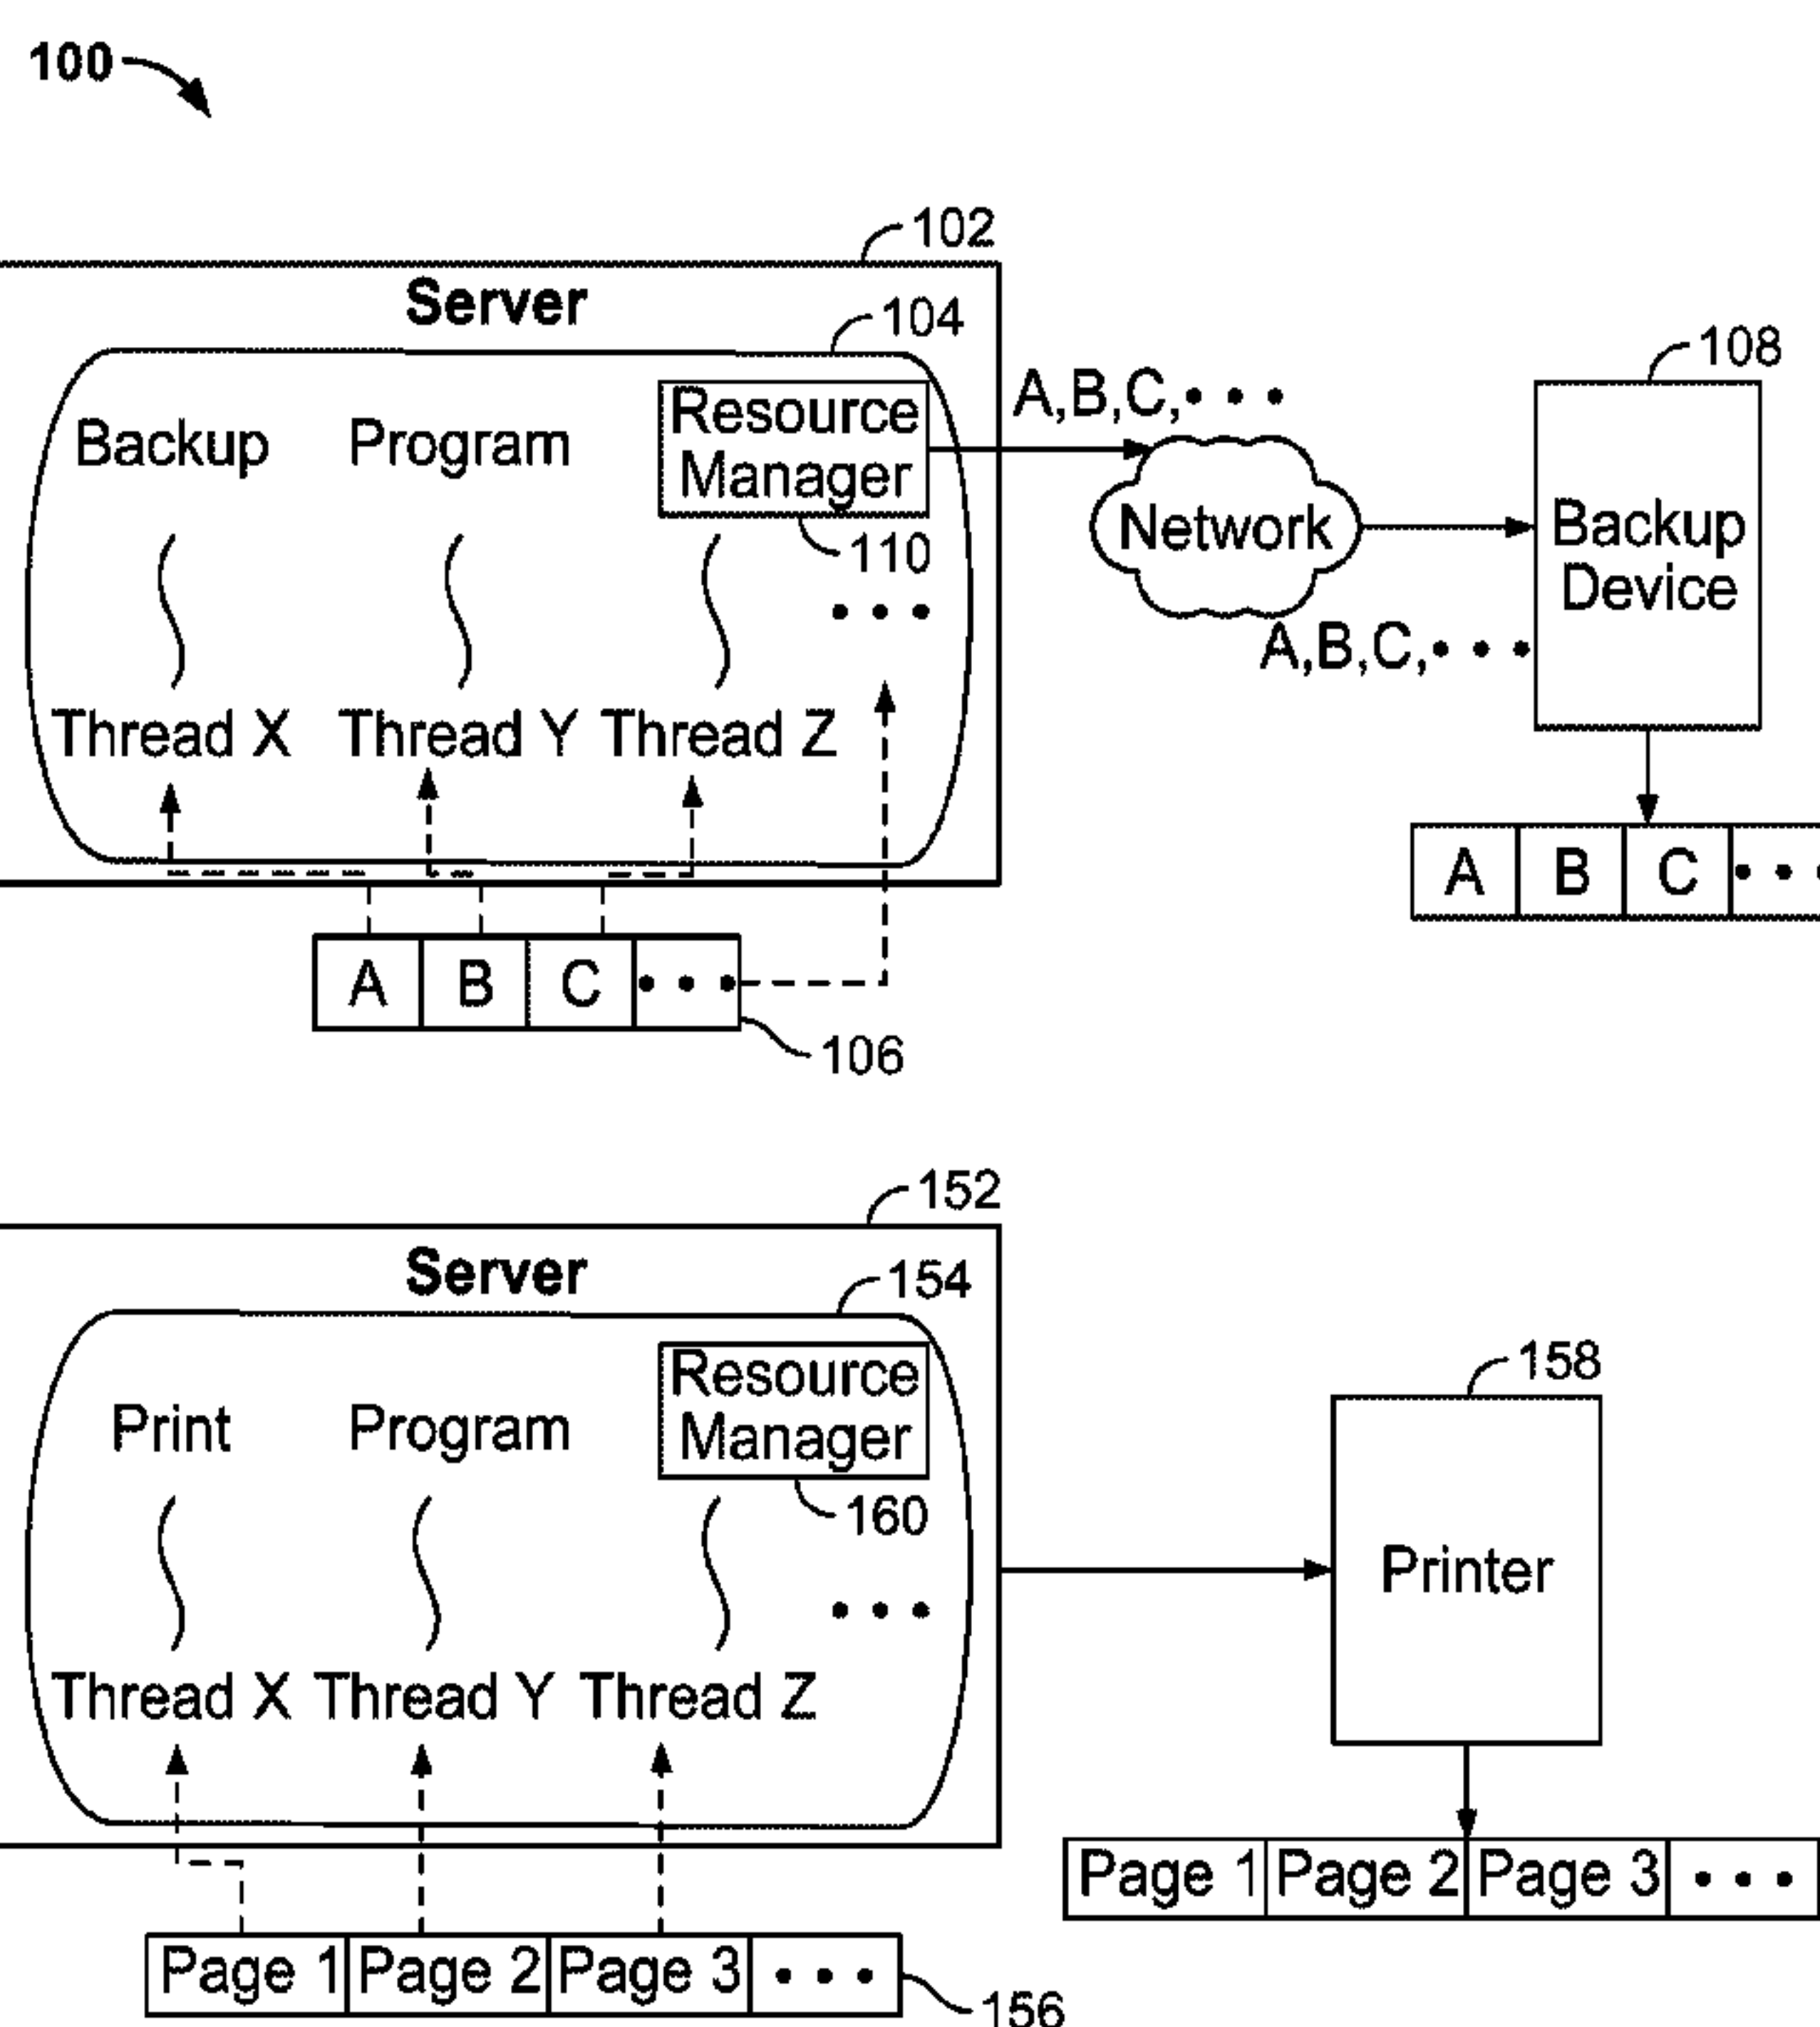 100
102
Server
104
Backup Program
Resource
Manager
110
A,B,C,• • •
Network
108
Backup
Device
A,B,C,• • •
• • •
Thread X Thread Y Thread Z
A B C • • •
A B C • • •
106
152
Server
154
Print Program
Resource
Manager
160
158
Printer
• • •
Thread X Thread Y Thread Z
Page 1 Page 2 Page 3 • • •
Page 1 Page 2 Page 3 • • •
156